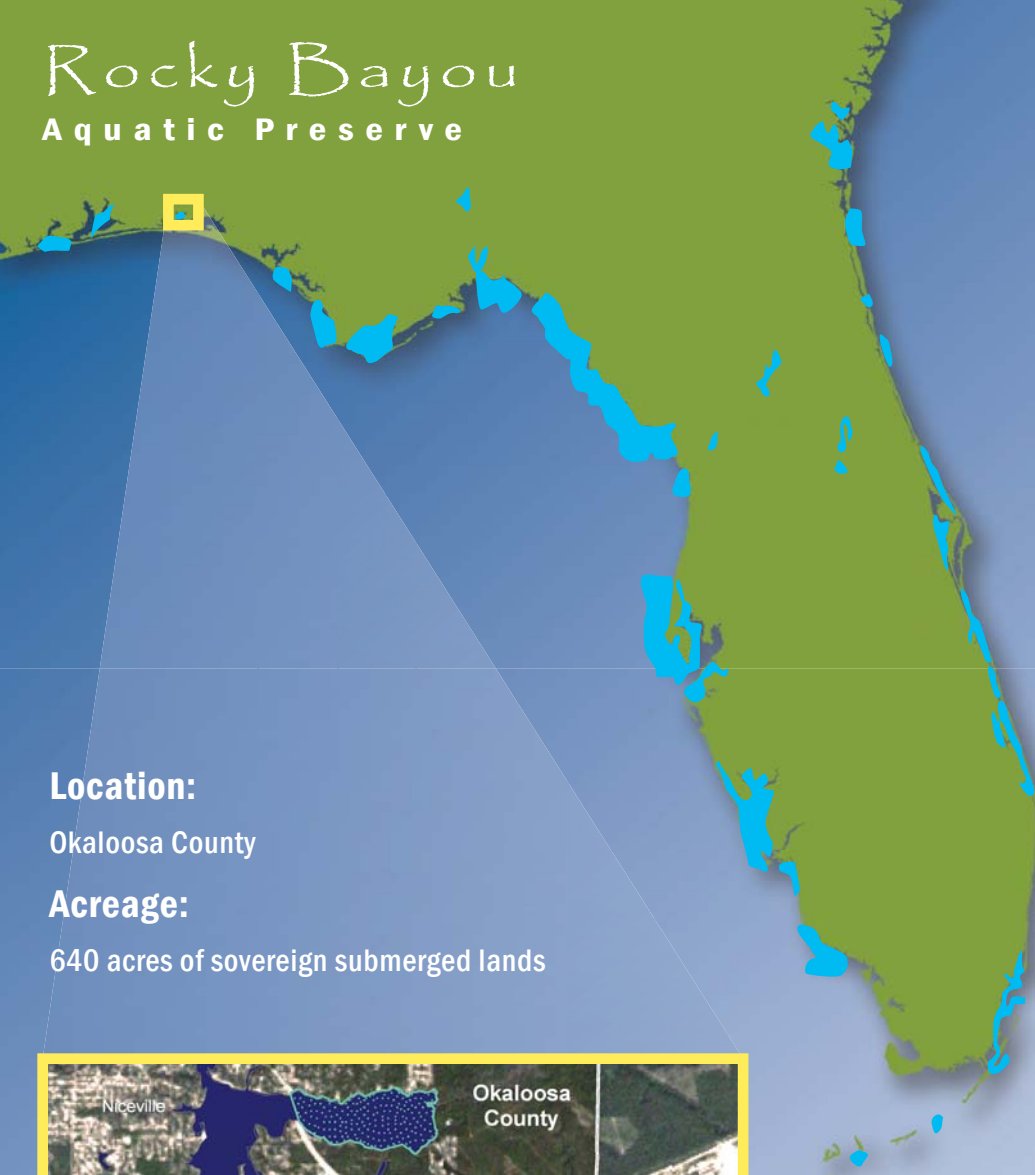 Rocky Bayou
Aquatic Preserve
Location:
Okaloosa County
Acreage:
640 acres of sovereign submerged lands
Niceville
Okaloosa
County